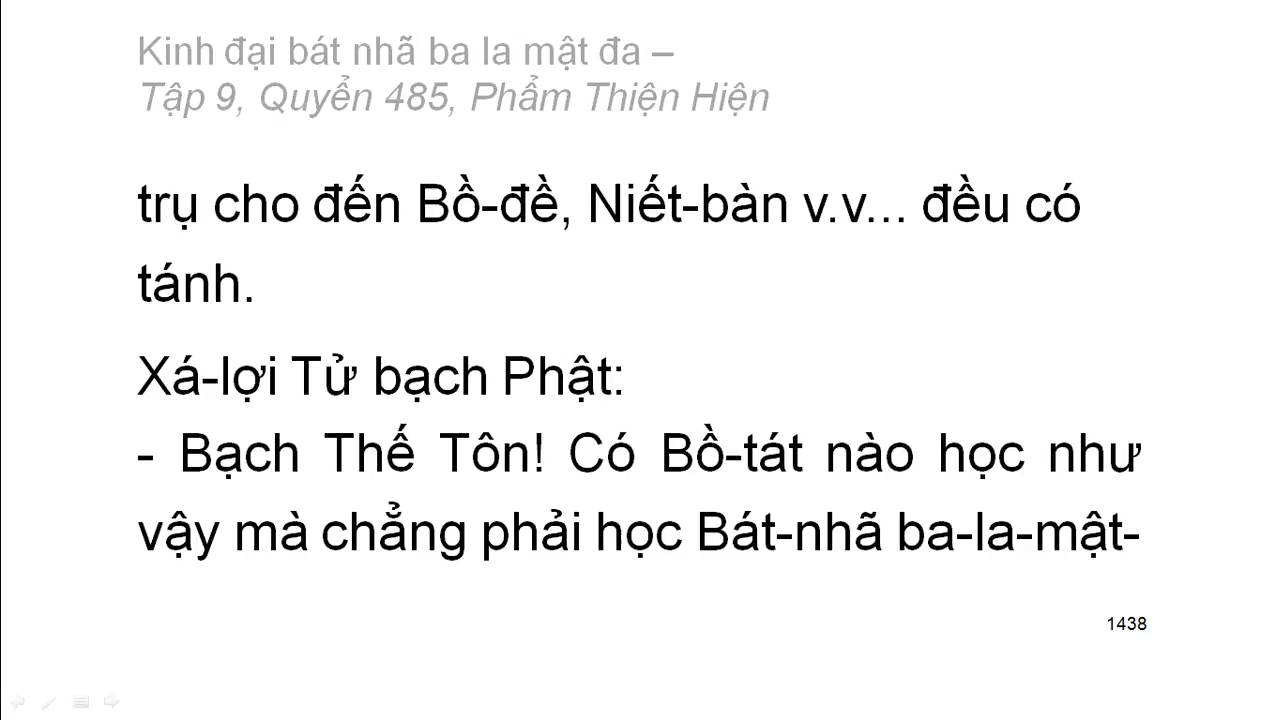 Kinh đại bát nhã ba la mật đa –
Tập 9, Quyển 485, Phẩm Thiện Hiện
trụ cho đến Bồ-đề, Niết-bàn v.v... đều có
tánh.
Xá-lợi Tử bạch Phật:
- Bạch Thế Tôn! Có Bồ-tát nào học như
vậy mà chẳng phải học Bát-nhã ba-la-mật-
1438